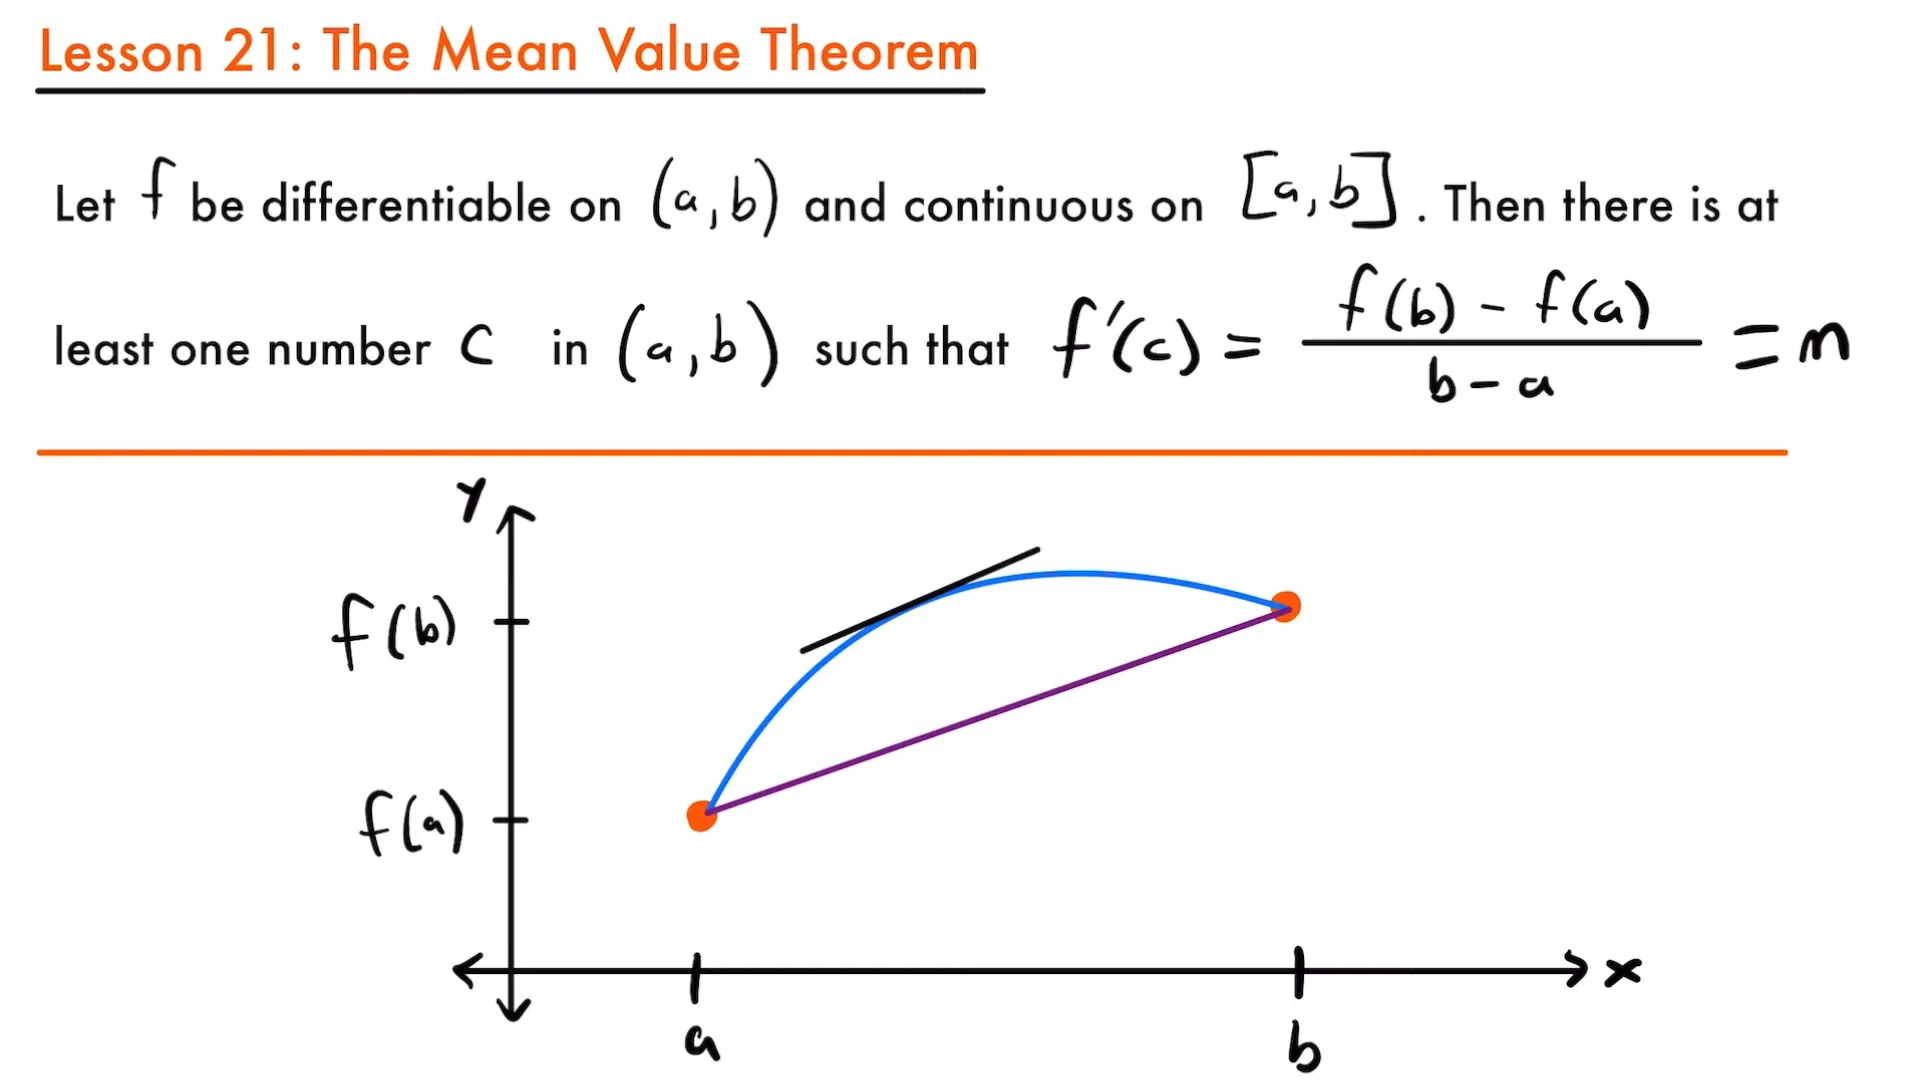 Lesson 21: The Mean Value Theorem
Let f be differentiable on (a,b) and continuous on [a,b]. Then there is at
least one number c in (a,b) such that f'(c) = f(b) - f(a) / b - a = m
y
f(b)
f(a)
x
a
b